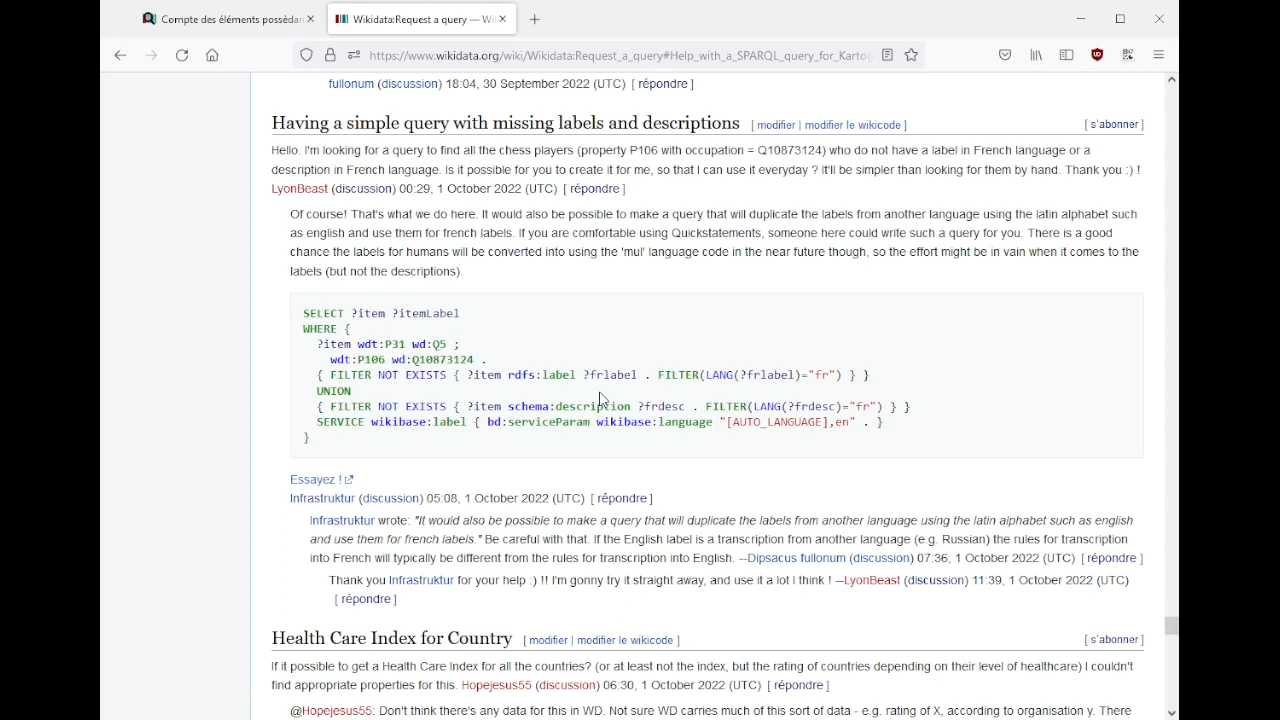 Compte des éléments possédan
Wikidata:Request a query — Wi
https://www.wikidata.org/wiki/Wikidata:Request_a_query#Help_with_a_SPARQL_query_for_Kartog
fullonum (discussion) 18:04, 30 September 2022 (UTC) [ répondre ]
Having a simple query with missing labels and descriptions [ modifier | modifier le wikicode ] [ s'abonner ]
Hello. I'm looking for a query to find all the chess players (property P106 with occupation = Q10873124) who do not have a label in French language or a
description in French language. Is it possible for you to create it for me, so that I can use it everyday ? It'll be simpler than looking for them by hand. Thank you :) !
LyonBeast (discussion) 00:29, 1 October 2022 (UTC) [ répondre ]
Of course! That's what we do here. It would also be possible to make a query that will duplicate the labels from another language using the latin alphabet such
as english and use them for french labels. If you are comfortable using Quickstatements, someone here could write such a query for you. There is a good
chance the labels for humans will be converted into using the 'mul' language code in the near future though, so the effort might be in vain when it comes to the
labels (but not the descriptions).
SELECT ?item ?itemLabel
WHERE {
?item wdt:P31 wd:Q5 ;
wdt:P106 wd:Q10873124 .
{ FILTER NOT EXISTS { ?item rdfs:label ?frlabel . FILTER(LANG(?frlabel)="fr") } }
UNION
{ FILTER NOT EXISTS { ?item schema:description ?frdesc . FILTER(LANG(?frdesc)="fr") } }
SERVICE wikibase:label { bd:serviceParam wikibase:language "[AUTO_LANGUAGE],en" . }
}
Essayez !
Infrastruktur (discussion) 05:08, 1 October 2022 (UTC) [ répondre ]
Infrastruktur wrote: "It would also be possible to make a query that will duplicate the labels from another language using the latin alphabet such as english
and use them for french labels." Be careful with that. If the English label is a transcription from another language (e.g. Russian) the rules for transcription
into French will typically be different from the rules for transcription into English. --Dipsacus fullonum (discussion) 07:36, 1 October 2022 (UTC) [ répondre ]
Thank you Infrastruktur for your help :) !! I'm gonny try it straight away, and use it a lot I think ! --LyonBeast (discussion) 11:39, 1 October 2022 (UTC)
[ répondre ]
Health Care Index for Country [ modifier | modifier le wikicode ] [ s'abonner ]
If it possible to get a Health Care Index for all the countries? (or at least not the index, but the rating of countries depending on their level of healthcare) I couldn't
find appropriate properties for this. Hopejesus55 (discussion) 06:30, 1 October 2022 (UTC) [ répondre ]
@Hopejesus55: Don't think there's any data for this in WD. Not sure WD carries much of this sort of data - e.g. rating of X, according to organisation y. There